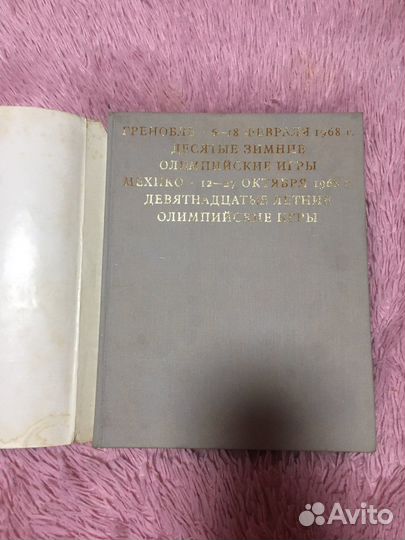 ГРЕНОБЛЬ · 6–18 ФЕВРАЛЯ 1968 г.
ДЕСЯТЫЕ ЗИМНИЕ
ОЛИМПИЙСКИЕ ИГРЫ
МЕХИКО · 12–27 ОКТЯБРЯ 1968 г.
ДЕВЯТНАДЦАТЫЕ ЛЕТНИЕ
ОЛИМПИЙСКИЕ ИГРЫ
Avito